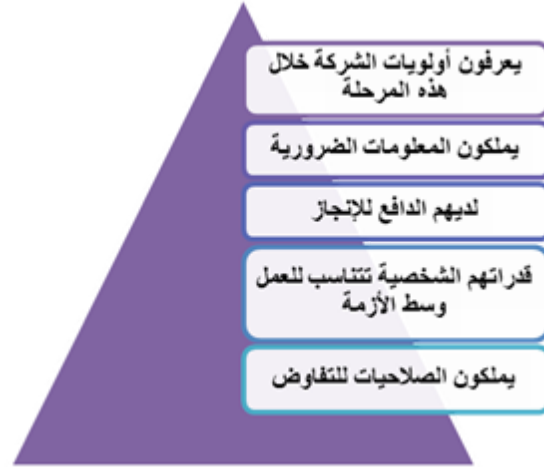 يعرفون أولويات الشركة خلال
هذه المرحلة
يملكون المعلومات الضرورية
لديهم الدافع للإنجاز
قدراتهم الشخصية تتناسب للعمل
وسط الأزمة
يملكون الصلاحيات للتفاوض